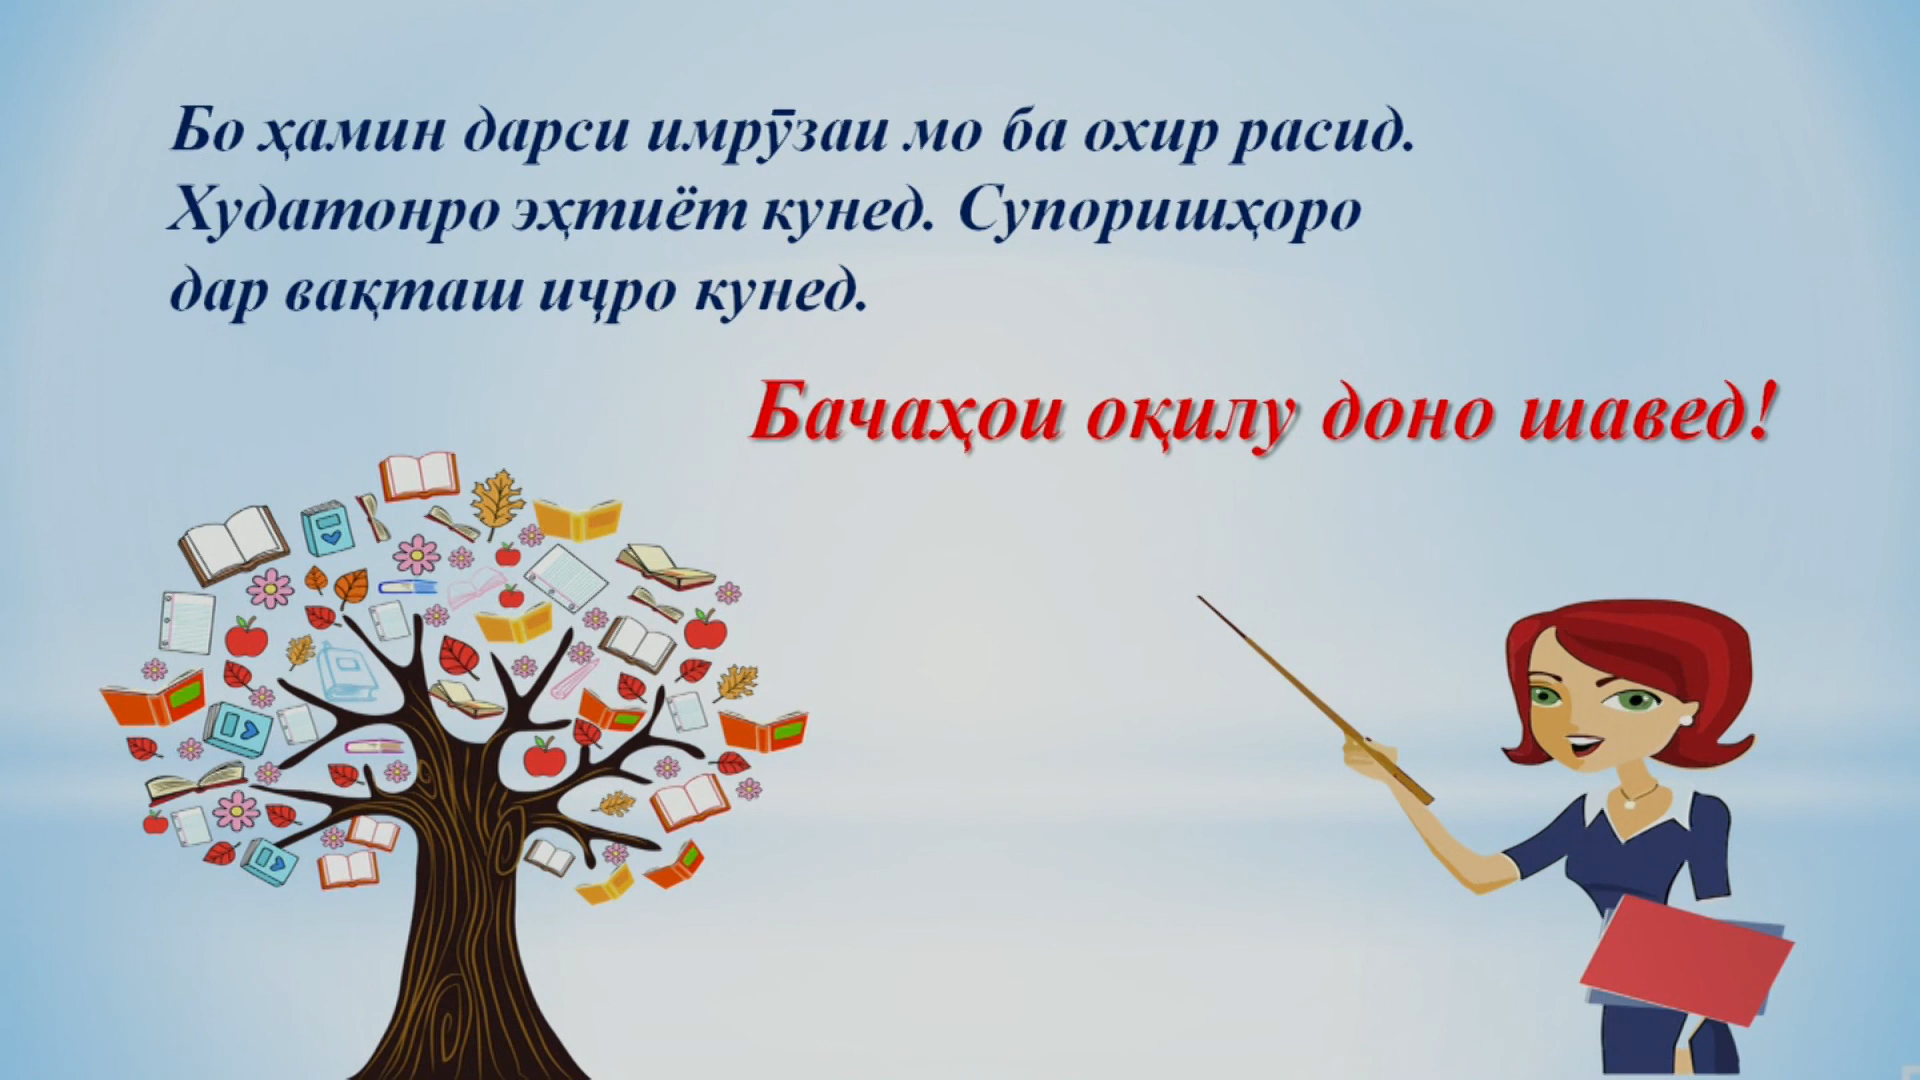 Бо ҳамин дарси имрӯзаи мо ба охир расид.
Худатонро эҳтиёт кунед. Супоришҳоро
дар вақташ иҷро кунед.
Бачаҳои оқилу доно шавед!